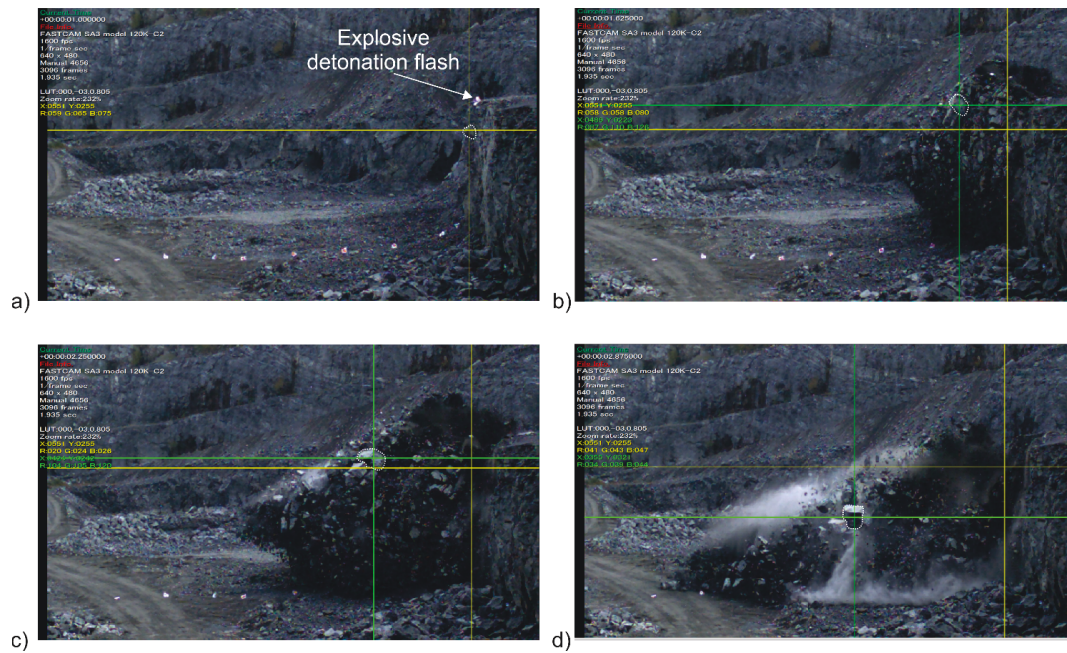 +00:00:01.000000
FASTCAM SA3 model 120K-C2
1600 fps
1/frame sec
640 x 480
Manual 4656
3096 frames
1.935 sec
LUT:000,-03,0.805
Zoom rate:232%
X:0551 Y:0255
R:059 G:065 B:075
Explosive
detonation flash
a)
+00:00:01.625000
FASTCAM SA3 model 120K-C2
1600 fps
1/frame sec
640 x 480
Manual 4656
3096 frames
1.935 sec
LUT:000,-03,0.805
Zoom rate:232%
X:0551 Y:0255
R:058 G:058 B:080
b)
+00:00:02.250000
FASTCAM SA3 model 120K-C2
1600 fps
1/frame sec
640 x 480
Manual 4656
3096 frames
1.935 sec
LUT:000,-03,0.805
Zoom rate:232%
X:0551 Y:0255
R:020 G:024 B:028
c)
+00:00:02.875000
FASTCAM SA3 model 120K-C2
1600 fps
1/frame sec
640 x 480
Manual 4656
3096 frames
1.935 sec
LUT:000,-03,0.805
Zoom rate:232%
X:0551 Y:0255
R:041 G:043 B:047
X:0355 Y:0321
R:034 G:039 B:044
d)